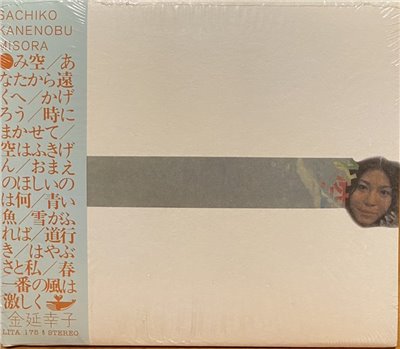 SACHIKO
KANENOBU
MISORA
●み空/あ
なたから遠
くへ/かげ
ろう/時に
まかせて/
空はふきげ
ん/おまえ
のほしいの
は何/青い
魚/雪がふ
れば/道行
き/はやぶ
さと私/春
一番の風は
激しく
金延幸子
LITA 175 STEREO